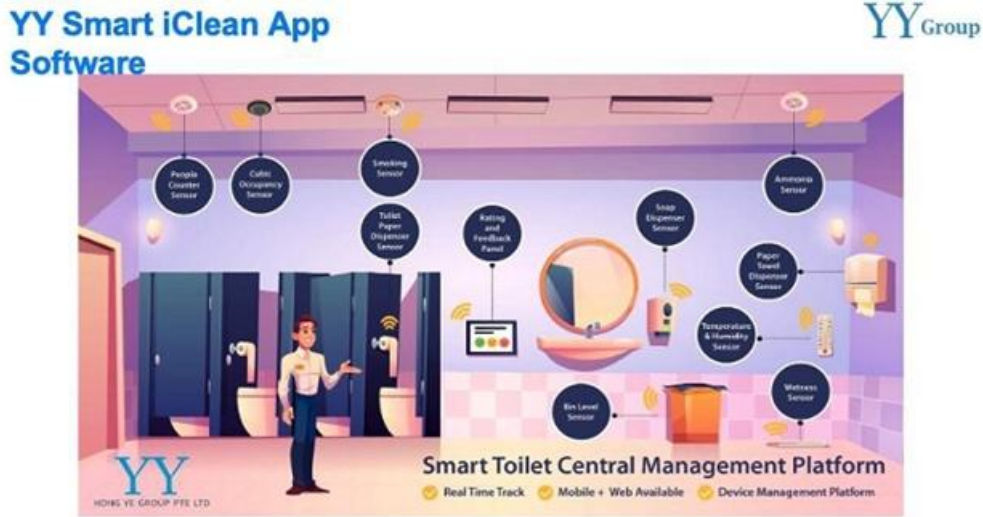 YY Smart iClean App
Software
YY Group
People
Counter
Sensor
Cubic
Occupancy
Sensor
Smoking
Sensor
Ammonia
Sensor
Toilet
Paper
Dispenser
Sensor
Rating
and
Feedback
Panel
Soap
Dispenser
Sensor
Paper
Towel
Dispenser
Sensor
Temperature
& Humidity
Sensor
Bin Level
Sensor
Wetness
Sensor
YY
HONG YE GROUP PTE LTD
Smart Toilet Central Management Platform
Real Time Track Mobile + Web Available Device Management Platform